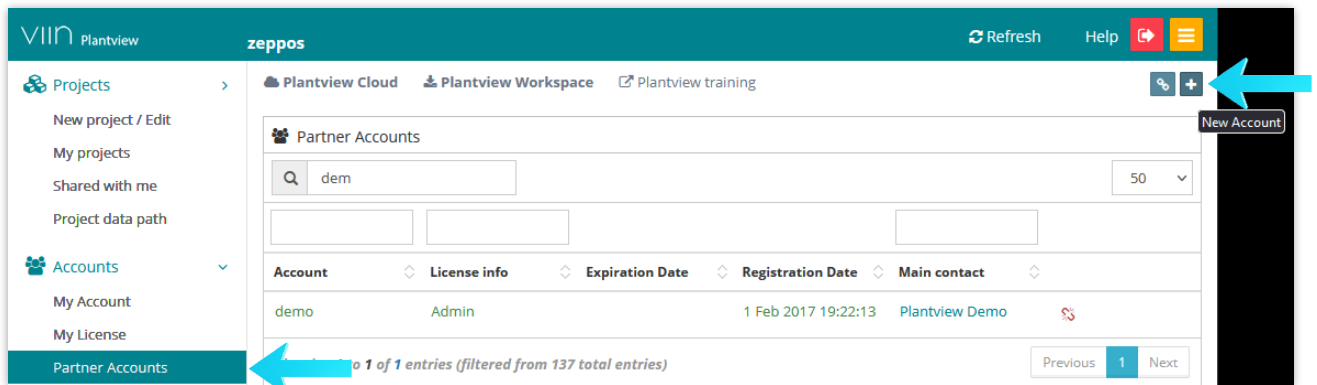 VIIN Plantview
zeppos
Refresh
Help
Projects
New project / Edit
My projects
Shared with me
Project data path
Accounts
My Account
My License
Partner Accounts
Plantview Cloud
Plantview Workspace
Plantview training
New Account
Partner Accounts
dem
50
Account License info Expiration Date Registration Date Main contact
demo Admin 1 Feb 2017 19:22:13 Plantview Demo
1 of 1 entries (filtered from 137 total entries)
Previous 1 Next